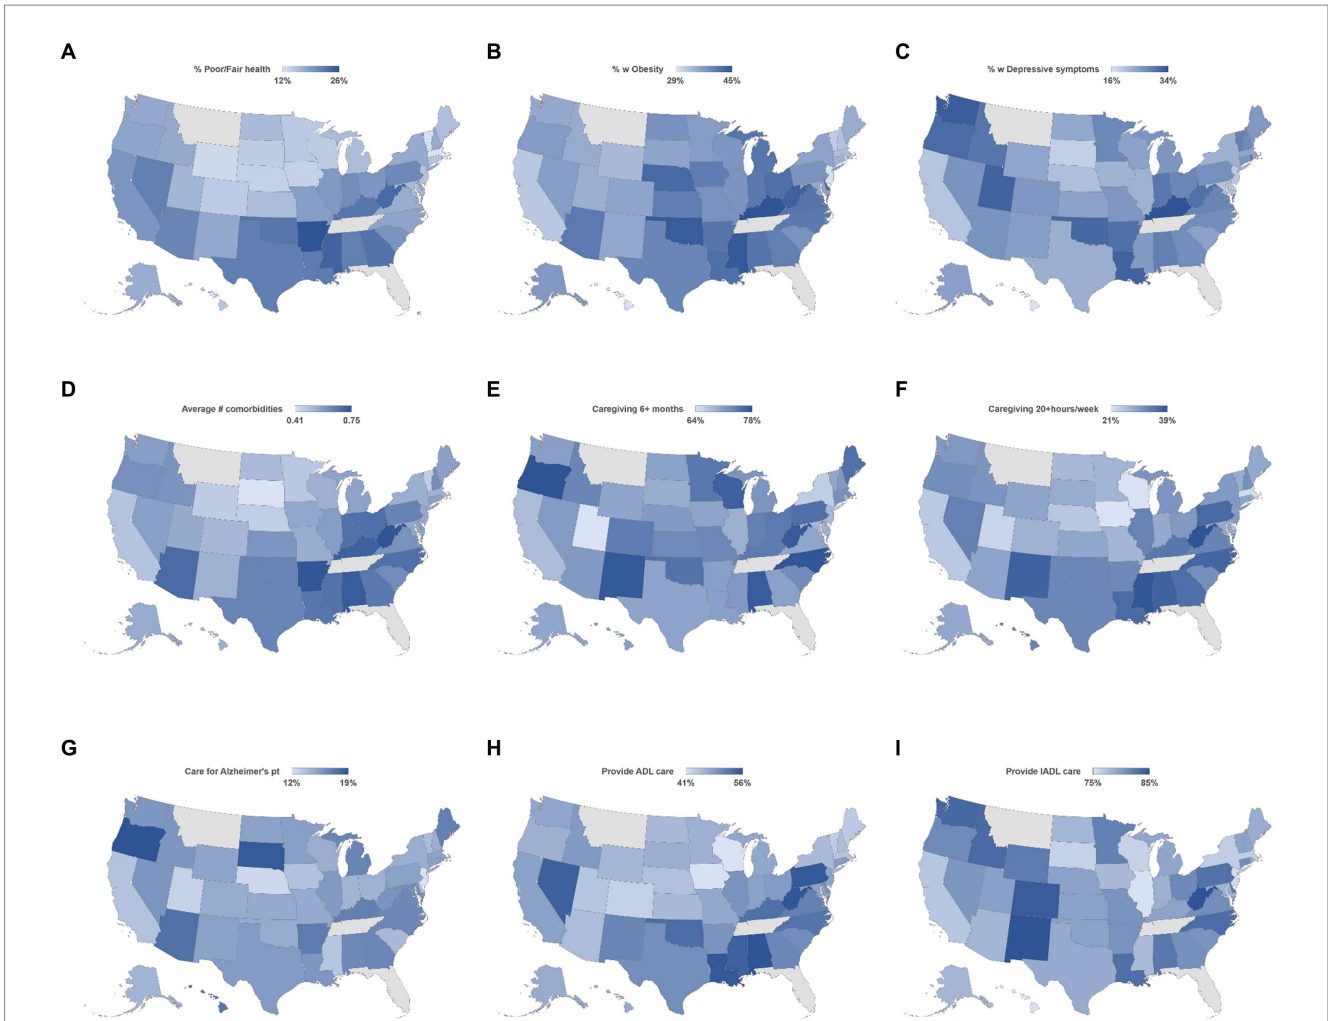 A
% Poor/Fair health
12% 26%
B
% w Obesity
29% 45%
C
% w Depressive symptoms
16% 34%
D
Average # comorbidities
0.41 0.75
E
Caregiving 6+ months
64% 78%
F
Caregiving 20+hours/week
21% 39%
G
Care for Alzheimer's pt
12% 19%
H
Provide ADL care
41% 56%
I
Provide IADL care
75% 85%